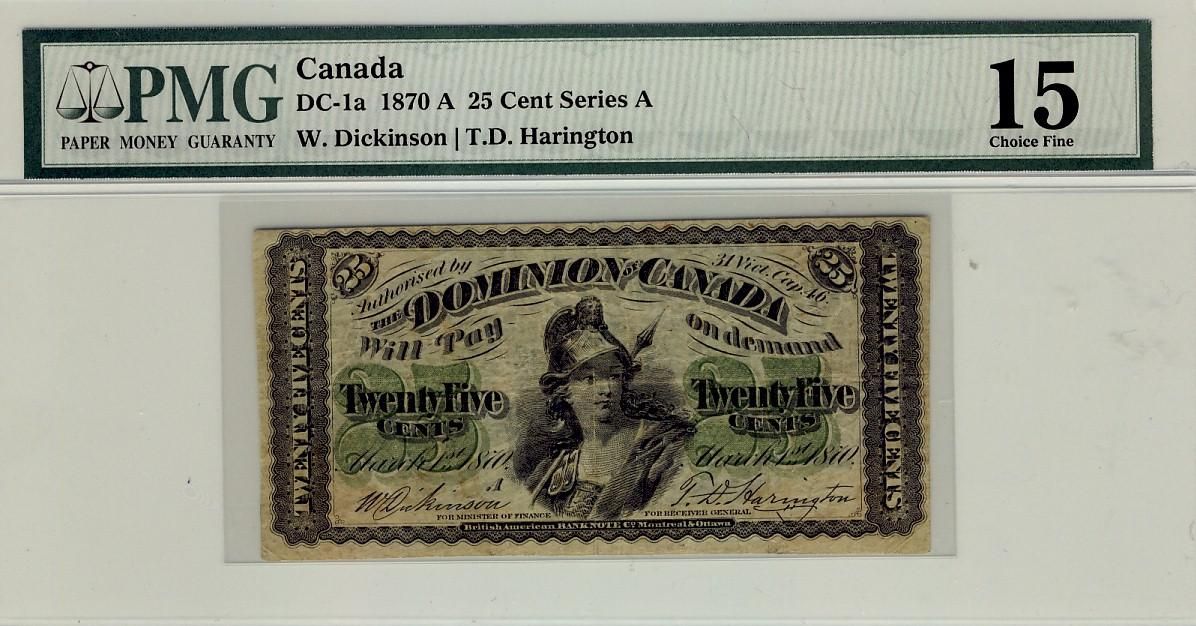 PMG
PAPER MONEY GUARANTY
Canada
DC-1a 1870 A 25 Cent Series A
W. Dickinson | T.D. Harington
15
Choice Fine
25
25
Authorised by
31 Vict. Cap. 46.
THE DOMINION OF CANADA
Will Pay
on demand
TWENTY FIVE CENTS
TWENTY FIVE CENTS
25
25
Twenty Five
CENTS
Twenty Five
CENTS
March 1st 1870.
March 1st 1870.
A
W Dickinson
T. D. Harington
FOR MINISTER OF FINANCE
FOR RECEIVER GENERAL
British American BANK NOTE Co. Montreal & Ottawa